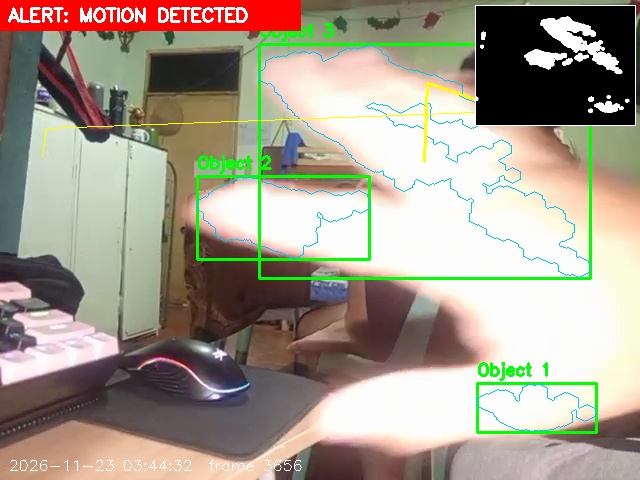 ALERT: MOTION DETECTED
Object 3
Object 2
Object 1
2026-11-23 03:44:32 frame 3656